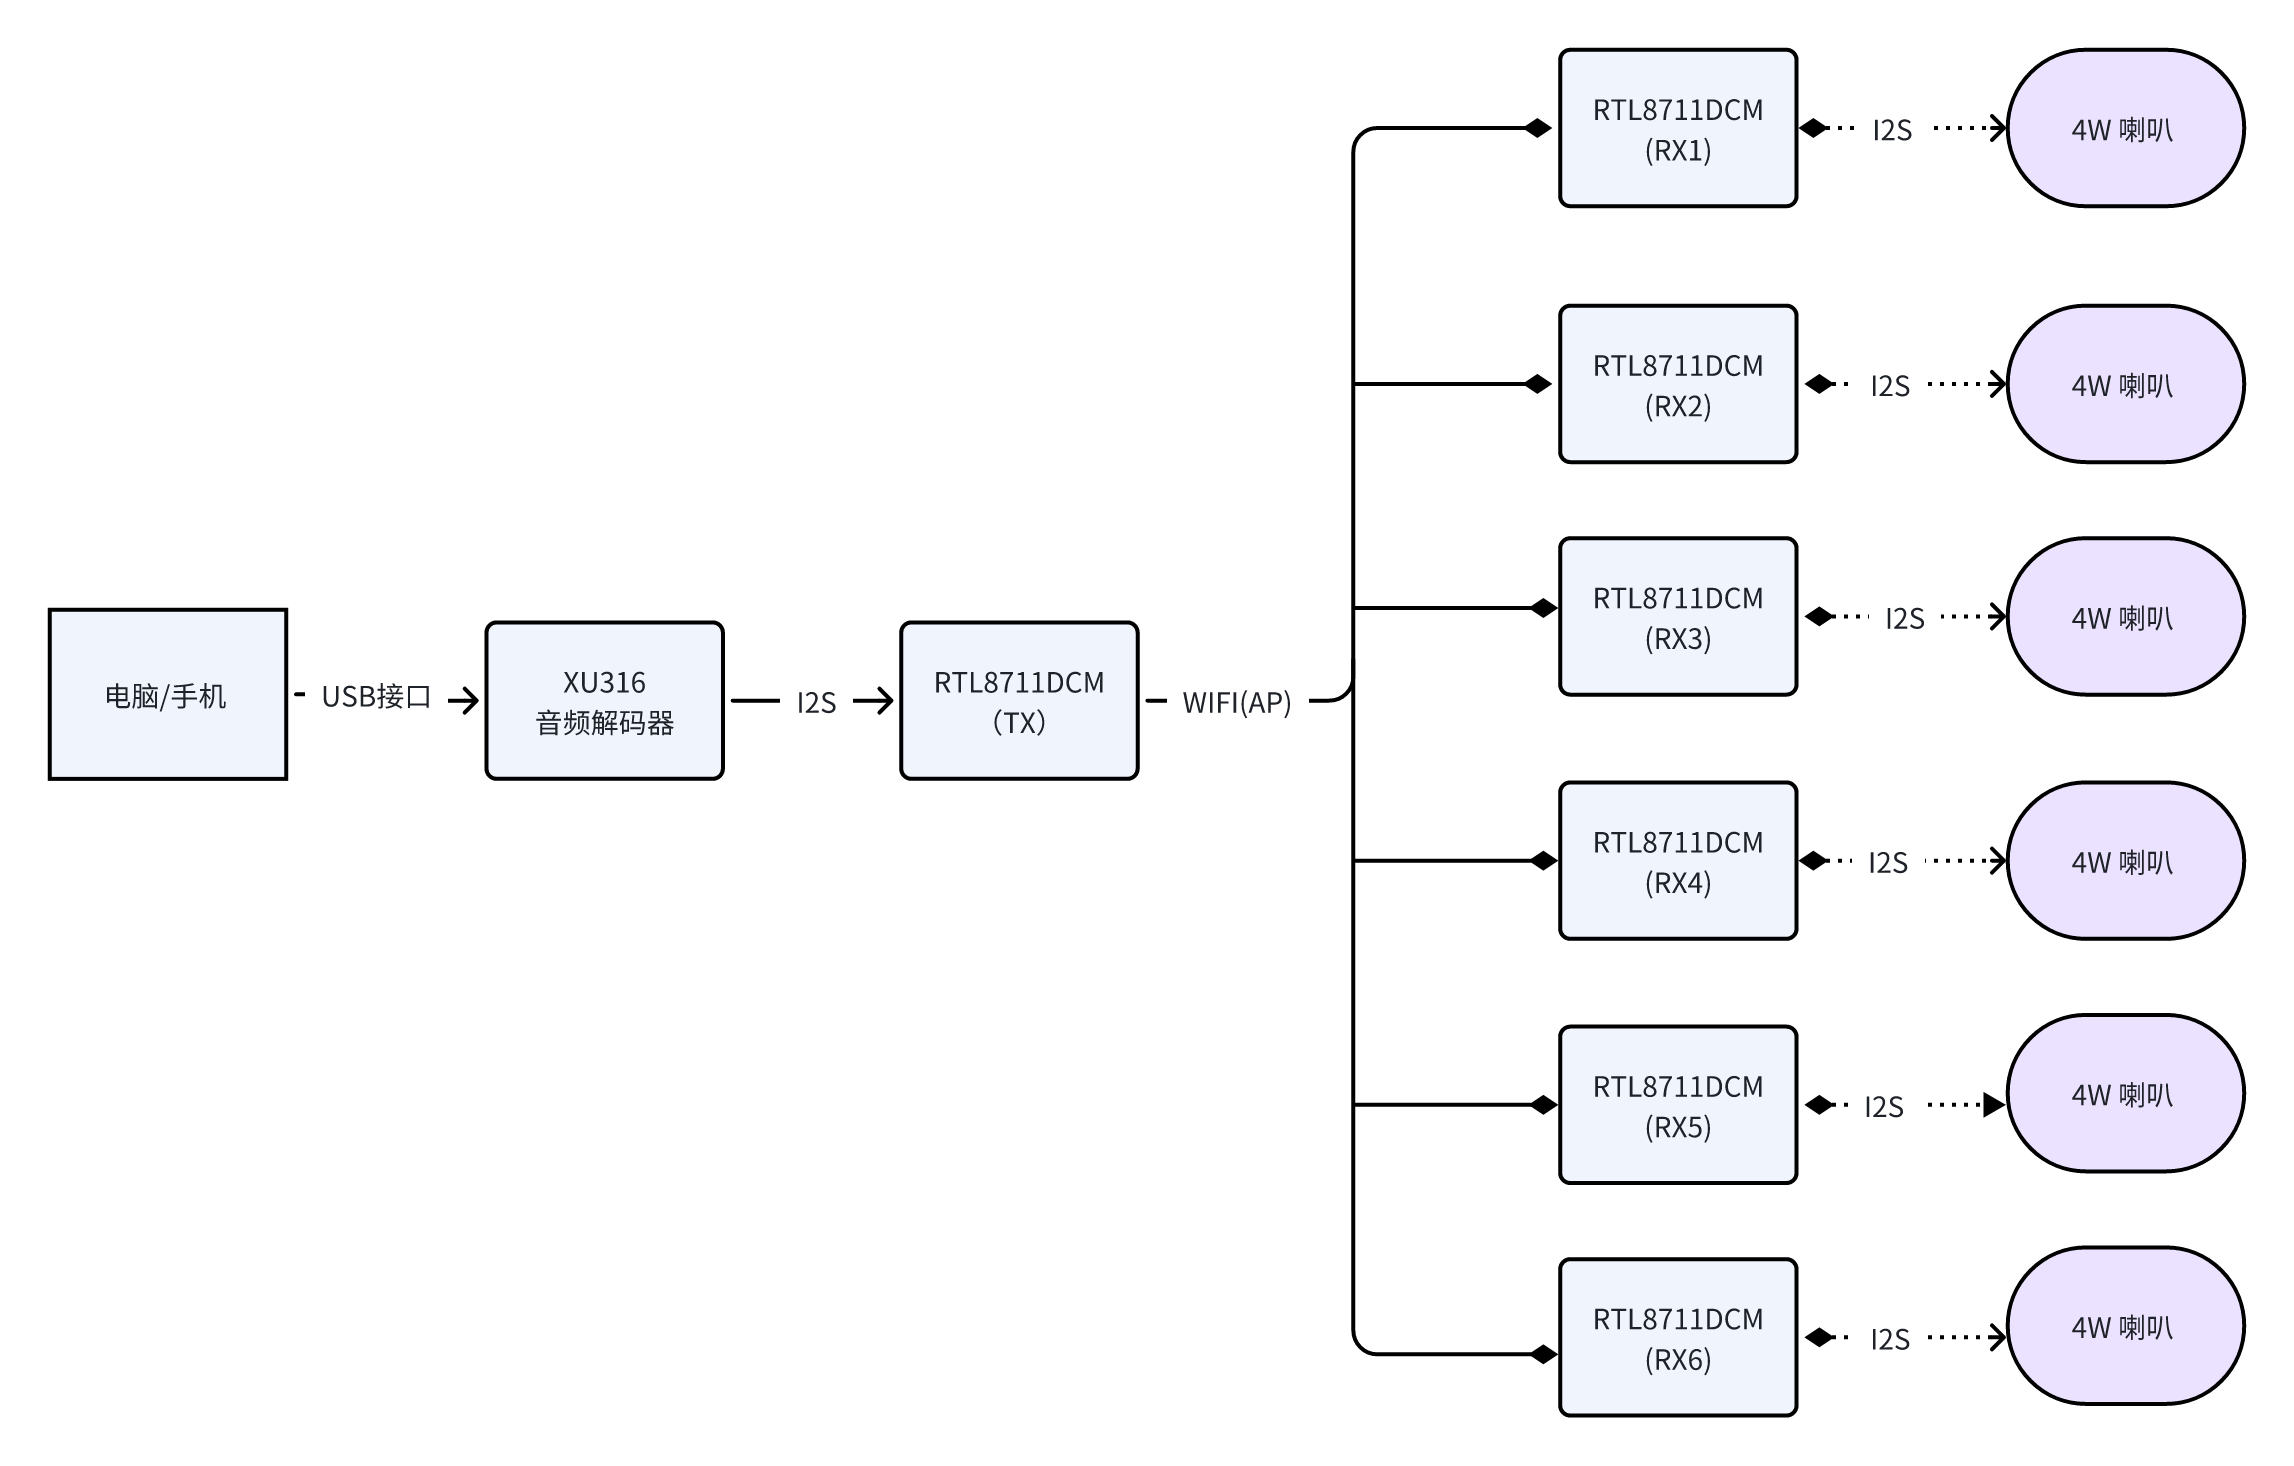 电脑/手机
USB接口
XU316
音频解码器
I2S
RTL8711DCM
（TX）
WIFI(AP)
RTL8711DCM
(RX1)
I2S
4W 喇叭
RTL8711DCM
(RX2)
I2S
4W 喇叭
RTL8711DCM
(RX3)
I2S
4W 喇叭
RTL8711DCM
(RX4)
I2S
4W 喇叭
RTL8711DCM
(RX5)
I2S
4W 喇叭
RTL8711DCM
(RX6)
I2S
4W 喇叭